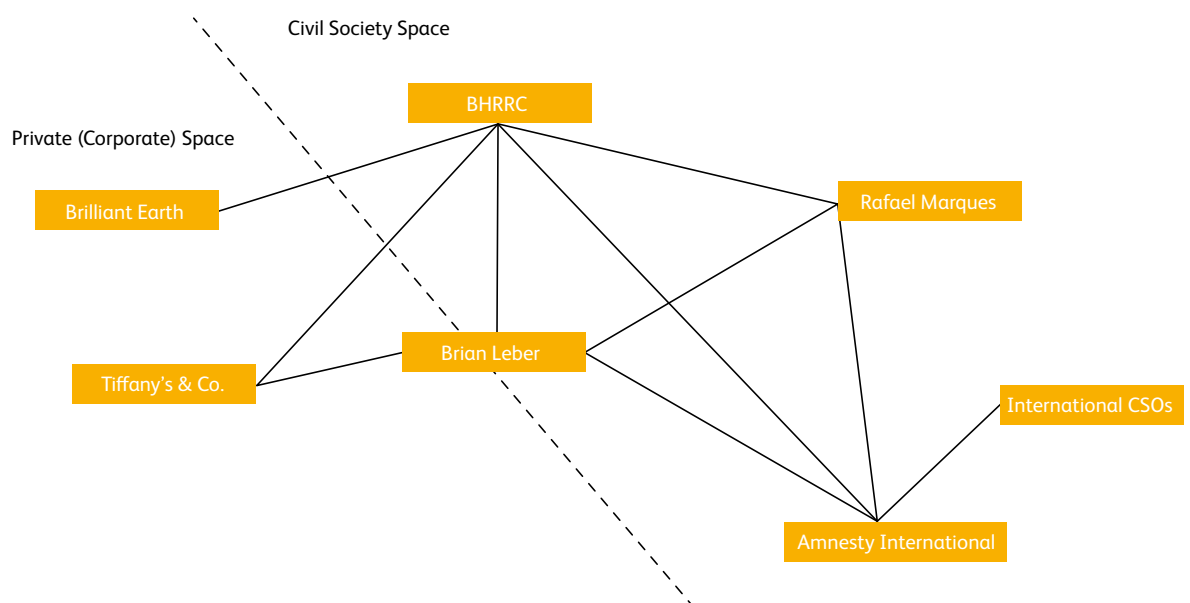 Civil Society Space
BHRRC
Private (Corporate) Space
Rafael Marques
Brilliant Earth
Brian Leber
Tiffany's & Co.
International CSOs
Amnesty International